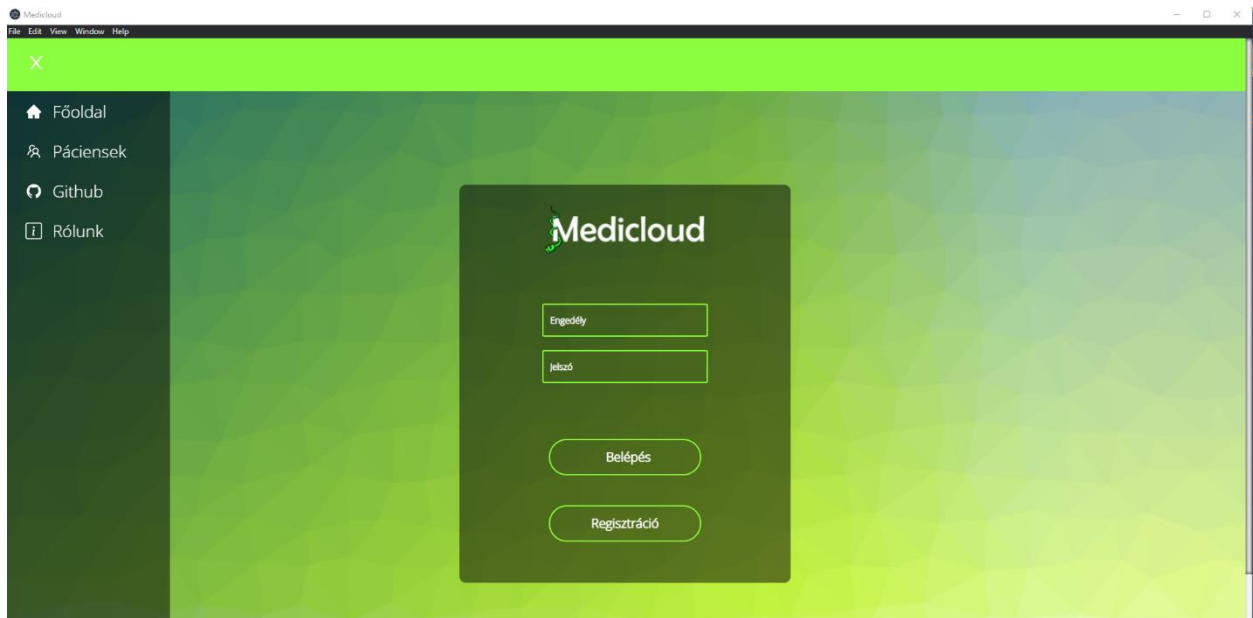 Medicloud
File Edit View Window Help
Főoldal
Páciensek
Github
Rólunk
Medicloud
Engedély
Jelszó
Belépés
Regisztráció